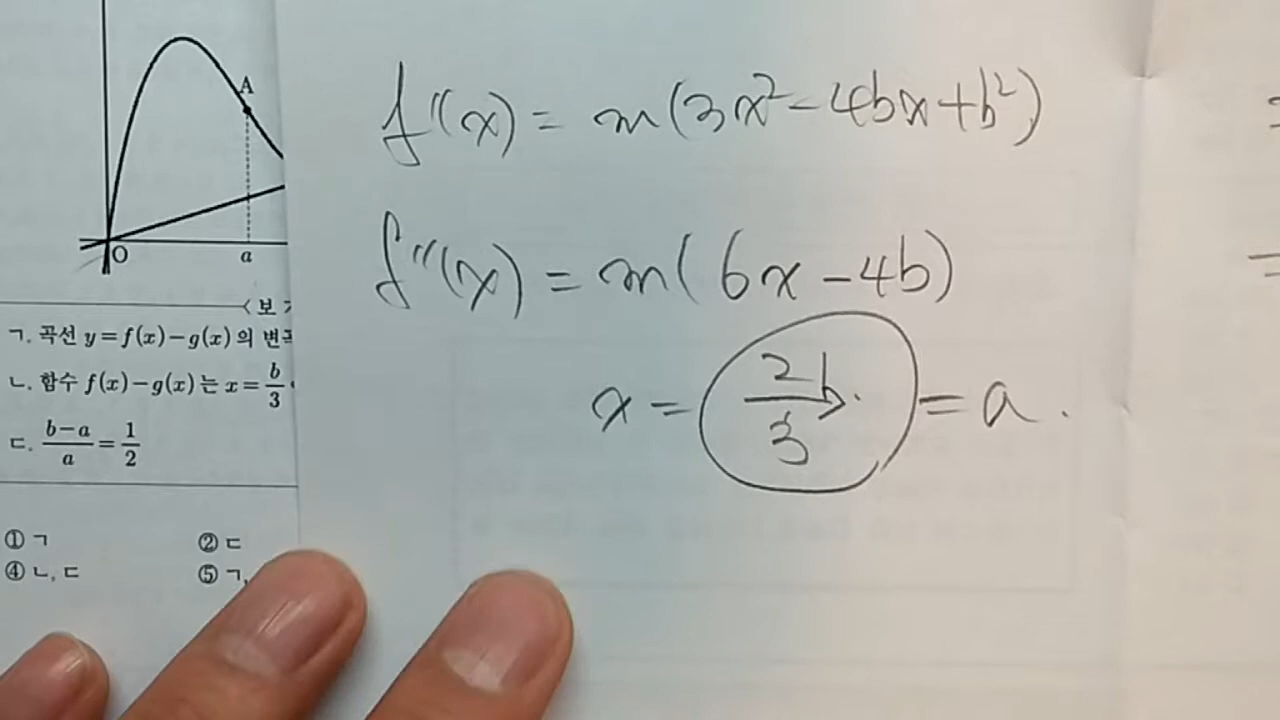 A
O
a
<보
ㄱ. 곡선 y=f(x)-g(x)의
ㄴ. 함수 f(x)-g(x)는 x=b/3
ㄷ. (b-a)/a=1/2
① ㄱ ② ㄷ
④ ㄴ, ㄷ ⑤ ㄱ,
f'(x) = m(3x²-4bx+b²)
f''(x) = m(6x-4b)
x = 2b/3 = a.